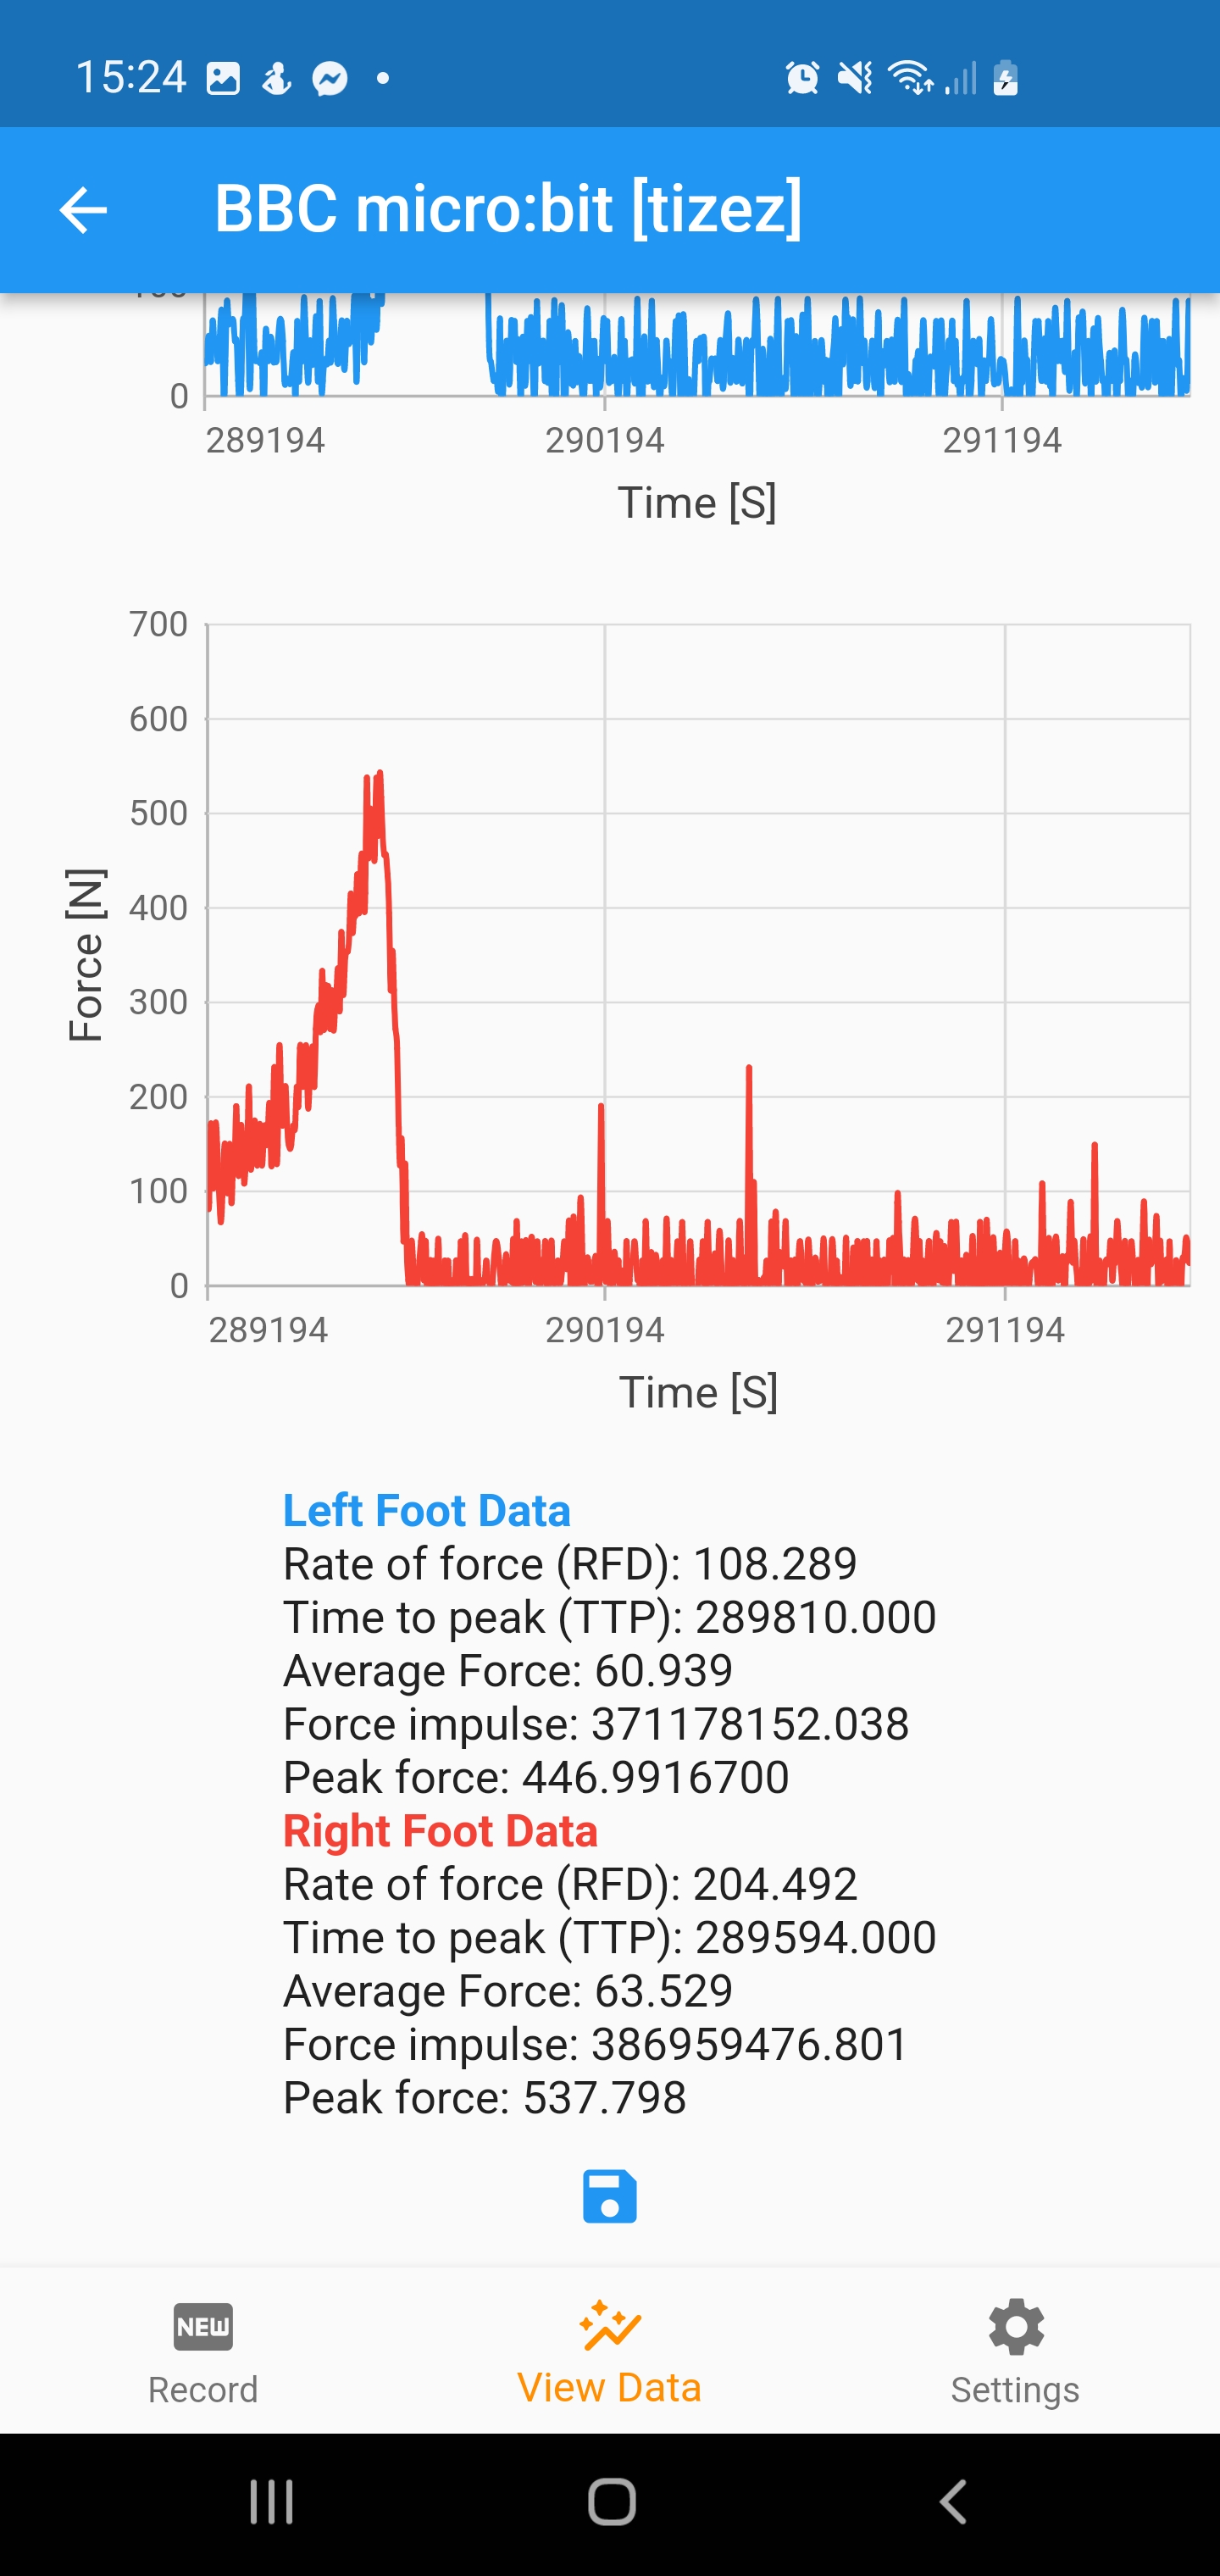 15:24
BBC micro:bit [tizez]
0
289194 290194 291194
Time [S]
700
600
500
400
300
200
100
0
Force [N]
289194 290194 291194
Time [S]
Left Foot Data
Rate of force (RFD): 108.289
Time to peak (TTP): 289810.000
Average Force: 60.939
Force impulse: 371178152.038
Peak force: 446.9916700
Right Foot Data
Rate of force (RFD): 204.492
Time to peak (TTP): 289594.000
Average Force: 63.529
Force impulse: 386959476.801
Peak force: 537.798
NEW
Record View Data Settings